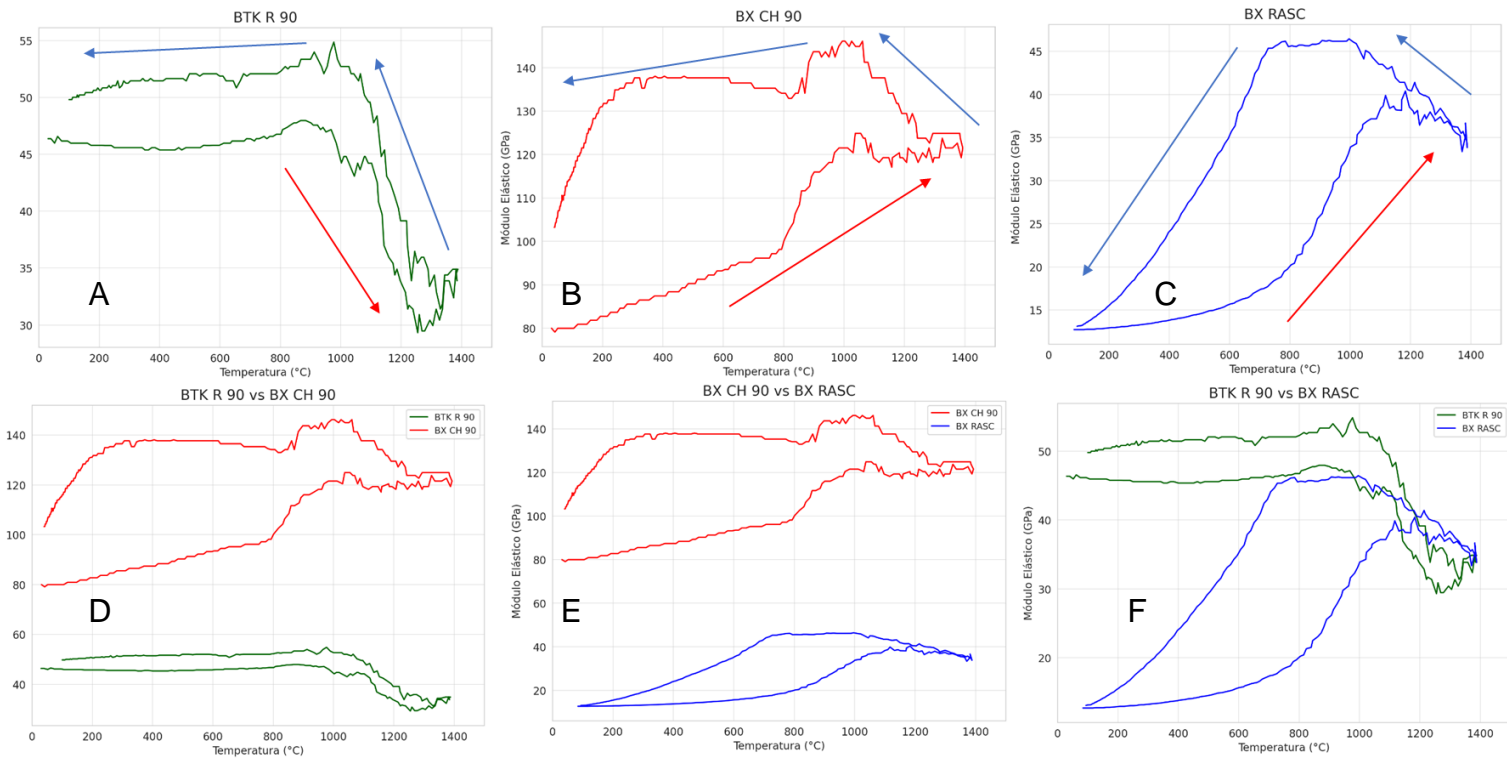 BTK R 90
55
50
45
40
35
30
A
0 200 400 600 800 1000 1200 1400
Temperatura (°C)
BX CH 90
Módulo Elástico (GPa)
140
130
120
110
100
90
80
B
0 200 400 600 800 1000 1200 1400
Temperatura (°C)
BX RASC
Módulo Elástico (GPa)
45
40
35
30
25
20
15
C
0 200 400 600 800 1000 1200 1400
Temperatura (°C)
BTK R 90 vs BX CH 90
BTK R 90
BX CH 90
140
120
100
80
60
40
D
0 200 400 600 800 1000 1200 1400
Temperatura (°C)
BX CH 90 vs BX RASC
BX CH 90
BX RASC
Módulo Elástico (GPa)
140
120
100
80
60
40
20
E
0 200 400 600 800 1000 1200 1400
Temperatura (°C)
BTK R 90 vs BX RASC
BTK R 90
BX RASC
Módulo Elástico (GPa)
50
40
30
20
F
0 200 400 600 800 1000 1200 1400
Temperatura (°C)